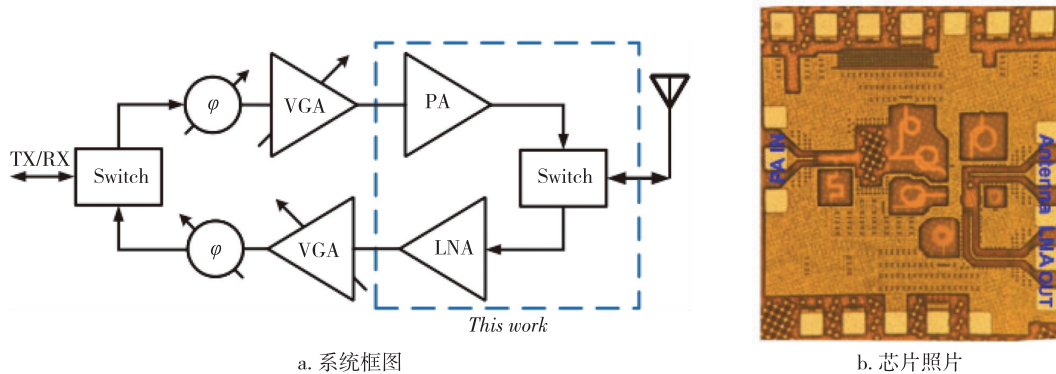 φ
VGA
PA
TX/RX
Switch
Switch
φ
VGA
LNA
This work
PA IN
Antenna
LNA OUT
a. 系统框图
b. 芯片照片